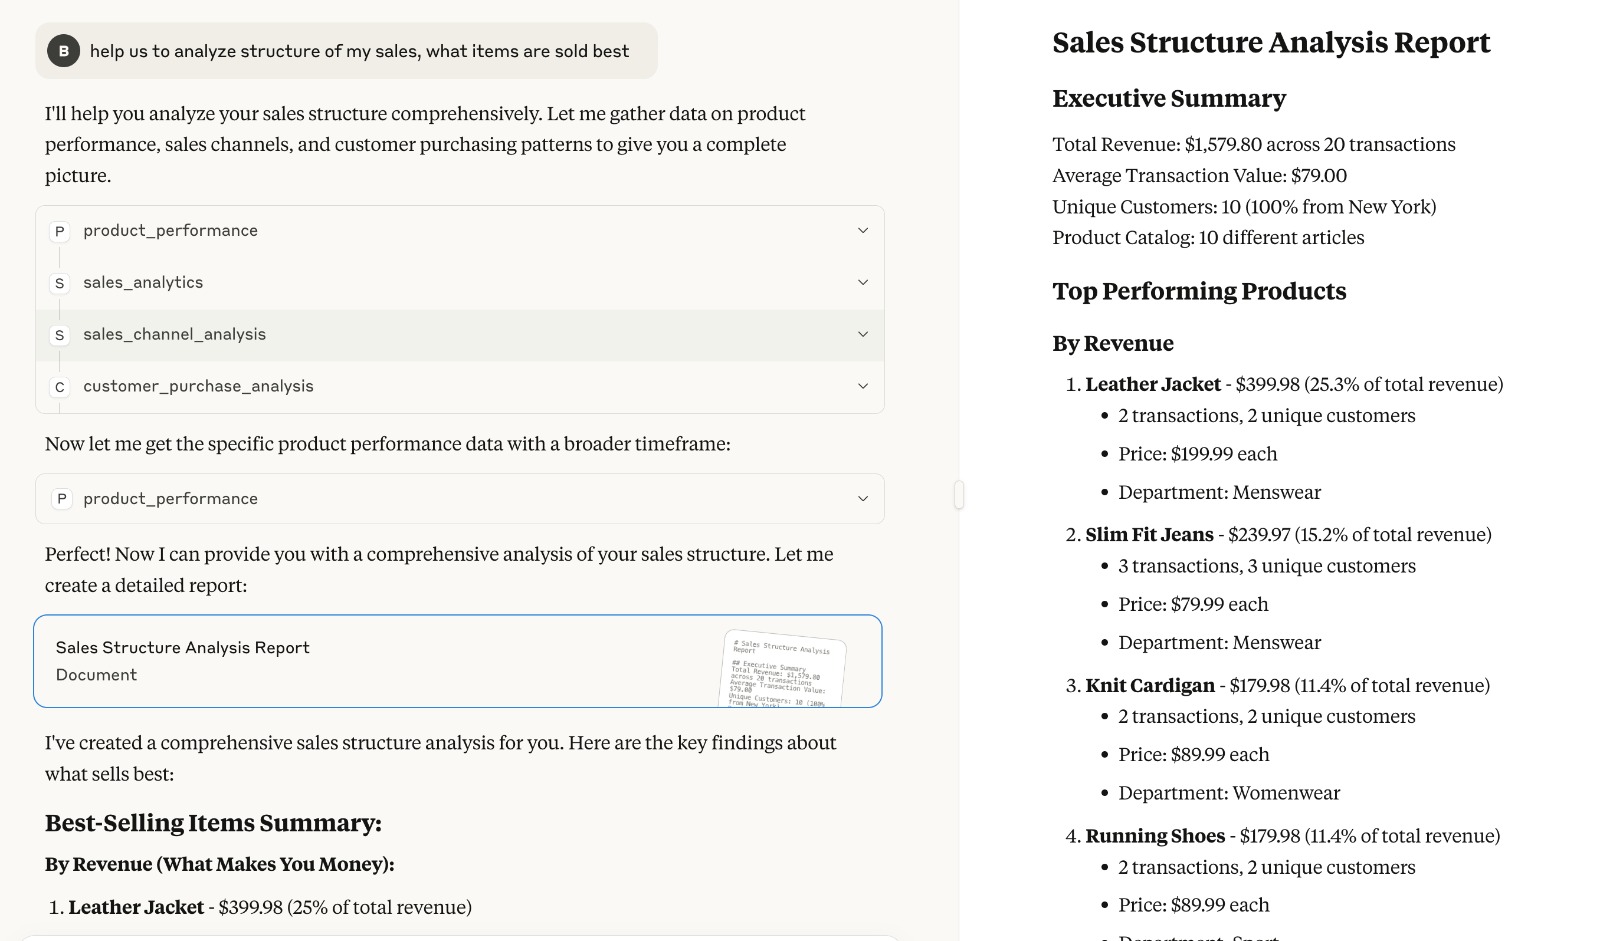 B help us to analyze structure of my sales, what items are sold best
I'll help you analyze your sales structure comprehensively. Let me gather data on product
performance, sales channels, and customer purchasing patterns to give you a complete
picture.
P product_performance
S sales_analytics
S sales_channel_analysis
C customer_purchase_analysis
Now let me get the specific product performance data with a broader timeframe:
P product_performance
Perfect! Now I can provide you with a comprehensive analysis of your sales structure. Let me
create a detailed report:
Sales Structure Analysis Report
Document
# Sales Structure Analysis
Report
## Executive Summary
Total Revenue: $1,579.80
across 20 transactions
Average Transaction Value:
$79.00
Unique Customers: 10 (100%
from New York)
I've created a comprehensive sales structure analysis for you. Here are the key findings about
what sells best:
Best-Selling Items Summary:
By Revenue (What Makes You Money):
1. Leather Jacket - $399.98 (25% of total revenue)
Sales Structure Analysis Report
Executive Summary
Total Revenue: $1,579.80 across 20 transactions
Average Transaction Value: $79.00
Unique Customers: 10 (100% from New York)
Product Catalog: 10 different articles
Top Performing Products
By Revenue
1. Leather Jacket - $399.98 (25.3% of total revenue)
• 2 transactions, 2 unique customers
• Price: $199.99 each
• Department: Menswear
2. Slim Fit Jeans - $239.97 (15.2% of total revenue)
• 3 transactions, 3 unique customers
• Price: $79.99 each
• Department: Menswear
3. Knit Cardigan - $179.98 (11.4% of total revenue)
• 2 transactions, 2 unique customers
• Price: $89.99 each
• Department: Womenwear
4. Running Shoes - $179.98 (11.4% of total revenue)
• 2 transactions, 2 unique customers
• Price: $89.99 each
• Department: Sport